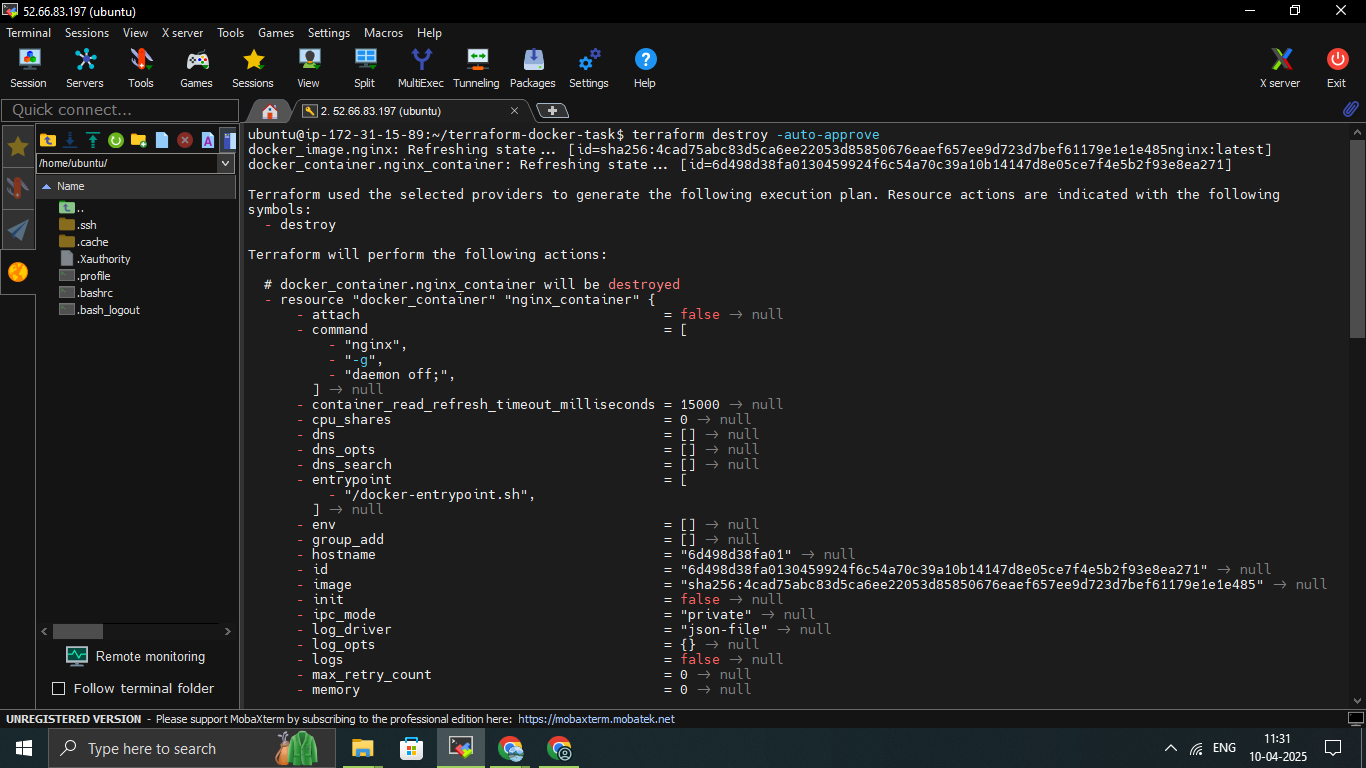 52.66.83.197 (ubuntu)
Terminal Sessions View X server Tools Games Settings Macros Help
Session Servers Tools Games Sessions View Split MultiExec Tunneling Packages Settings Help X server Exit
Quick connect...
2. 52.66.83.197 (ubuntu)
/home/ubuntu/
Name
..
.ssh
.cache
.Xauthority
.profile
.bashrc
.bash_logout
Remote monitoring
Follow terminal folder
ubuntu@ip-172-31-15-89:~/terraform-docker-task$ terraform destroy -auto-approve
docker_image.nginx: Refreshing state... [id=sha256:4cad75abc83d5ca6ee22053d85850676eaef657ee9d723d7bef61179e1e1e485nginx:latest]
docker_container.nginx_container: Refreshing state... [id=6d498d38fa0130459924f6c54a70c39a10b14147d8e05ce7f4e5b2f93e8ea271]
Terraform used the selected providers to generate the following execution plan. Resource actions are indicated with the following
symbols:
- destroy
Terraform will perform the following actions:
# docker_container.nginx_container will be destroyed
- resource "docker_container" "nginx_container" {
- attach = false -> null
- command = [
- "nginx",
- "-g",
- "daemon off;",
] -> null
- container_read_refresh_timeout_milliseconds = 15000 -> null
- cpu_shares = 0 -> null
- dns = [] -> null
- dns_opts = [] -> null
- dns_search = [] -> null
- entrypoint = [
- "/docker-entrypoint.sh",
] -> null
- env = [] -> null
- group_add = [] -> null
- hostname = "6d498d38fa01" -> null
- id = "6d498d38fa0130459924f6c54a70c39a10b14147d8e05ce7f4e5b2f93e8ea271" -> null
- image = "sha256:4cad75abc83d5ca6ee22053d85850676eaef657ee9d723d7bef61179e1e1e485" -> null
- init = false -> null
- ipc_mode = "private" -> null
- log_driver = "json-file" -> null
- log_opts = {} -> null
- logs = false -> null
- max_retry_count = 0 -> null
- memory = 0 -> null
UNREGISTERED VERSION - Please support MobaXterm by subscribing to the professional edition here: https://mobaxterm.mobatek.net
Type here to search
ENG
11:31
10-04-2025